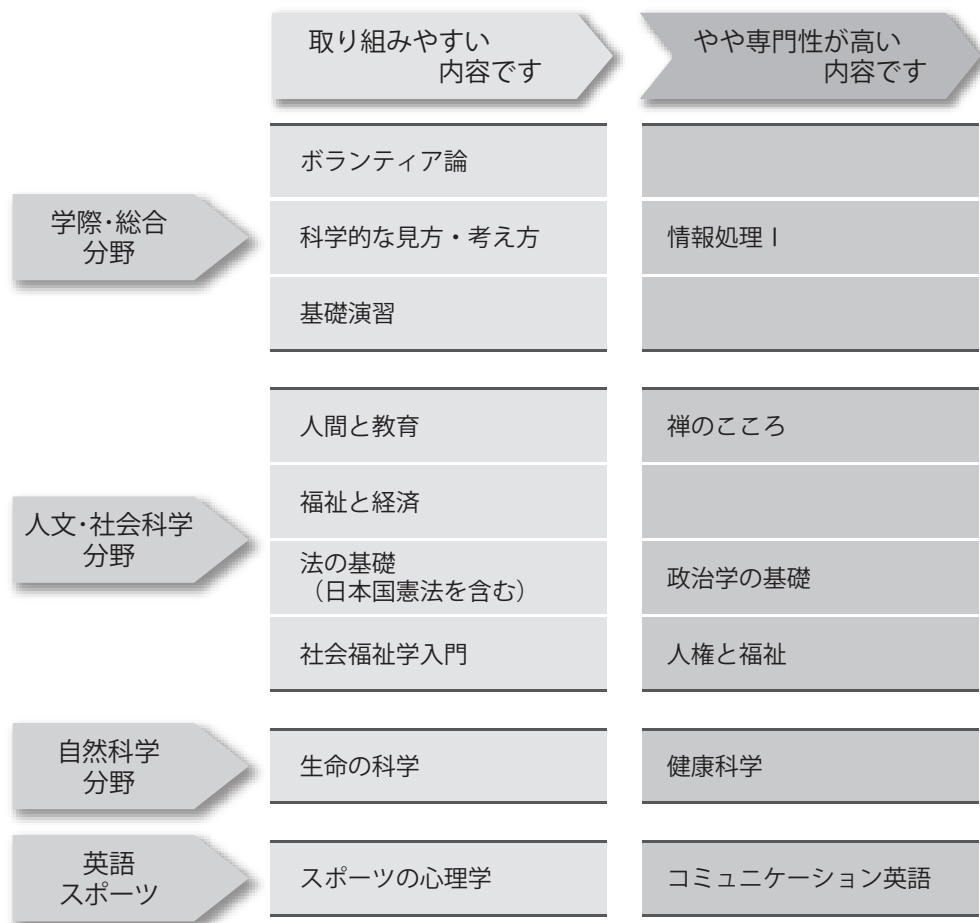 取り組みやすい
内容です
やや専門性が高い
内容です
学際・総合
分野
ボランティア論
科学的な見方・考え方
情報処理Ⅰ
基礎演習
人文・社会科学
分野
人間と教育
禅のこころ
福祉と経済
法の基礎
（日本国憲法を含む）
政治学の基礎
社会福祉学入門
人権と福祉
自然科学
分野
生命の科学
健康科学
英語
スポーツ
スポーツの心理学
コミュニケーション英語